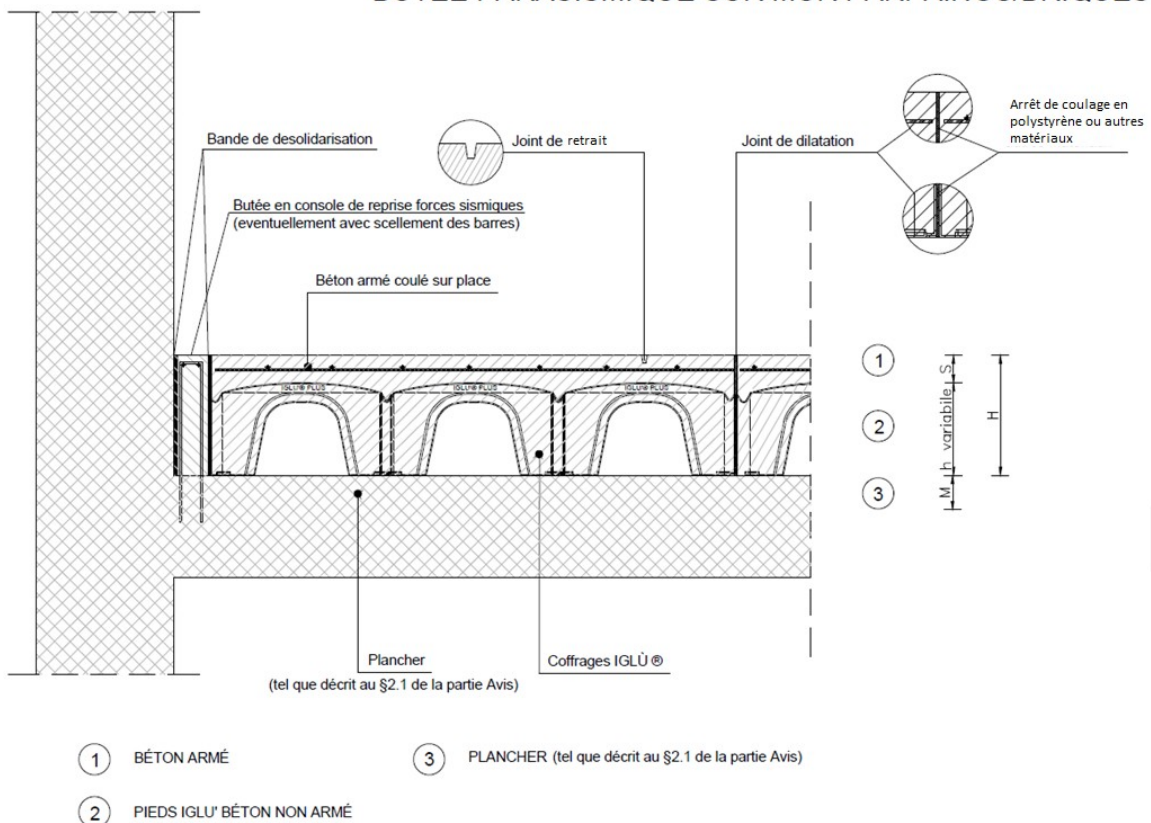 Arrêt de coulage en
polystyrène ou autres
matériaux
Bande de desolidarisation
Joint de retrait
Joint de dilatation
Butée en console de reprise forces sismiques
(eventuellement avec scellement des barres)
Béton armé coulé sur place
IGLU'® PLUS
IGLU'® PLUS
IGLU'® PLUS
1
S
2
h variabile
H
3
M
Plancher
(tel que décrit au §2.1 de la partie Avis)
Coffrages IGLÙ ®
1 BÉTON ARMÉ
3 PLANCHER (tel que décrit au §2.1 de la partie Avis)
2 PIEDS IGLU' BÉTON NON ARMÉ